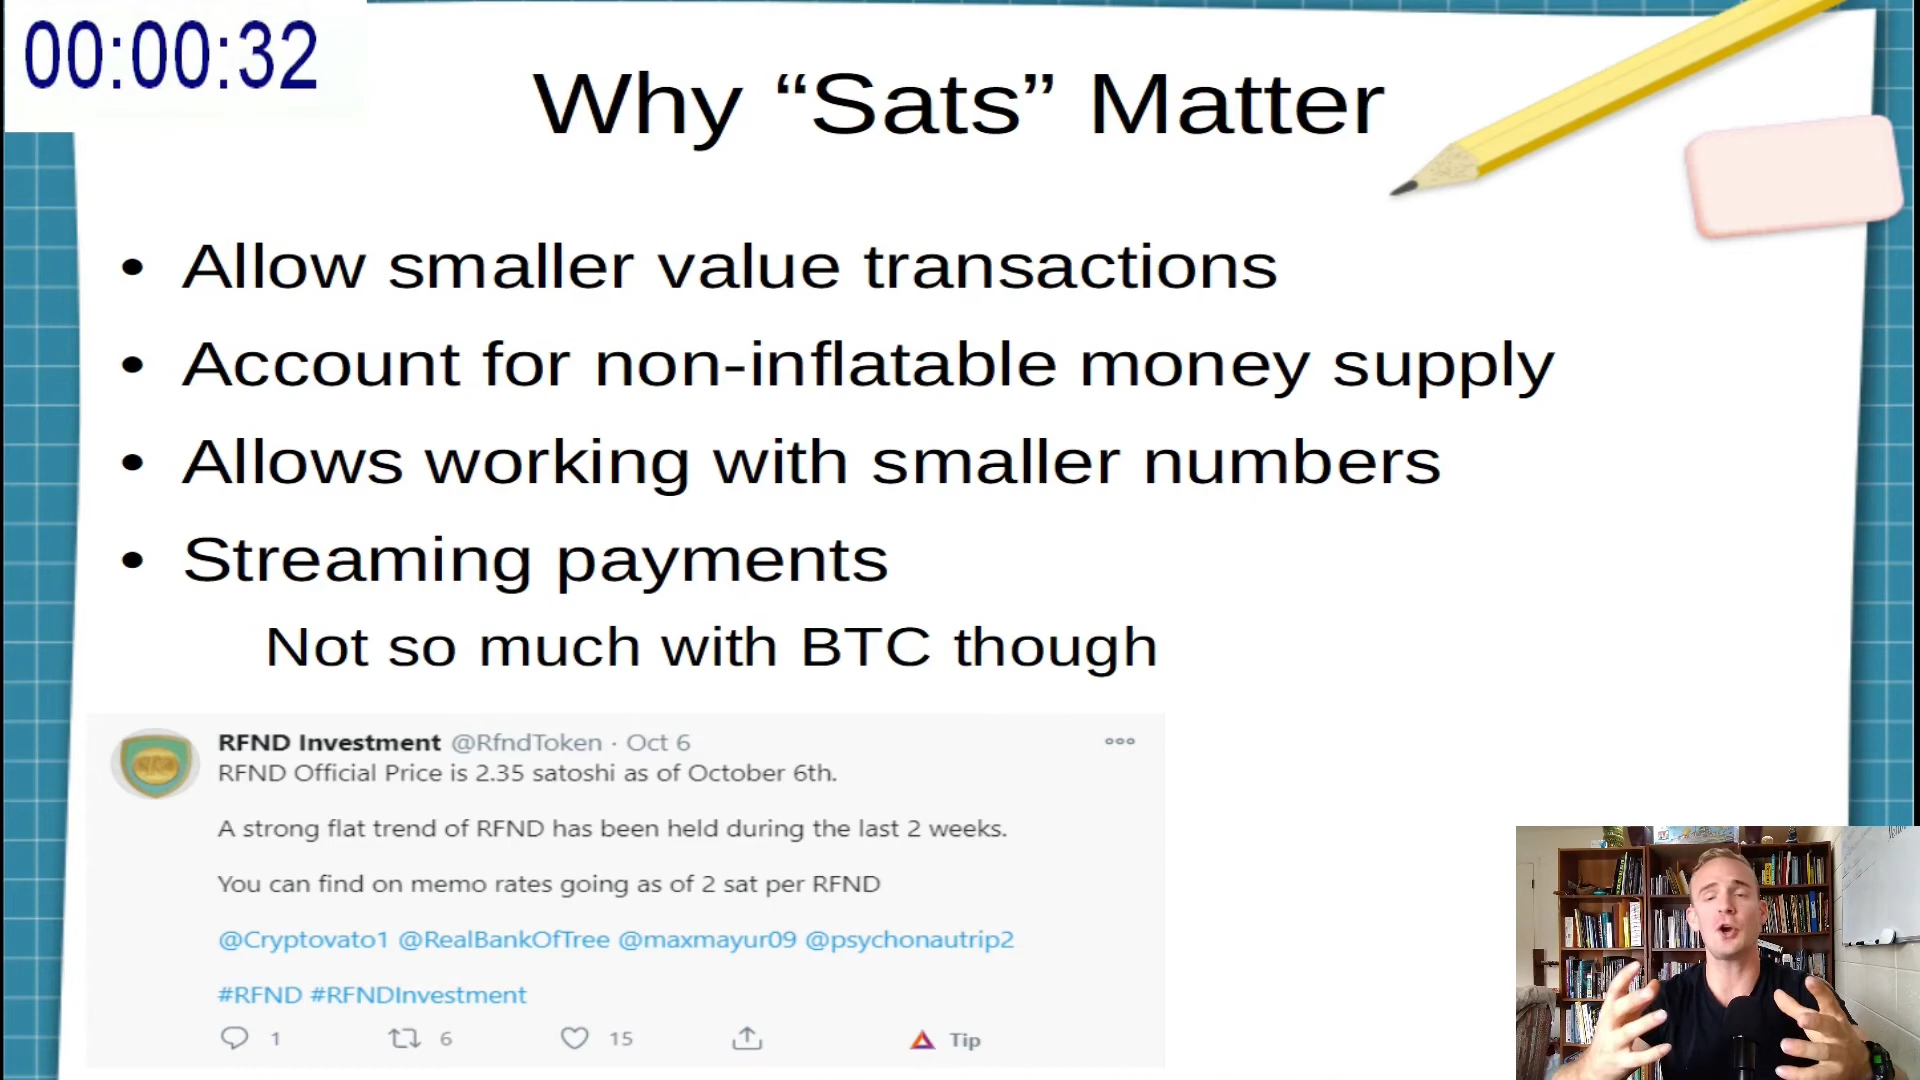 00:00:32
Why “Sats” Matter
• Allow smaller value transactions
• Account for non-inflatable money supply
• Allows working with smaller numbers
• Streaming payments
Not so much with BTC though
RFND Investment @RfndToken · Oct 6
RFND Official Price is 2.35 satoshi as of October 6th.
A strong flat trend of RFND has been held during the last 2 weeks.
You can find on memo rates going as of 2 sat per RFND
@Cryptovato1 @RealBankOfTree @maxmayur09 @psychonautrip2
#RFND #RFNDInvestment
1 6 15 Tip